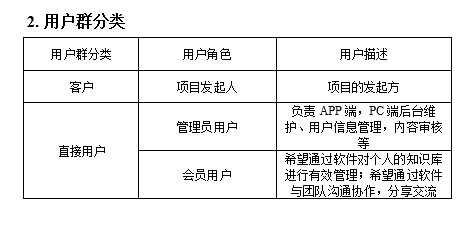 2. 用户群分类
用户群分类 用户角色 用户描述
客户 项目发起人 项目的发起方
直接用户
管理员用户
负责 APP 端，PC 端后台维
护、用户信息管理，内容审核
等
会员用户
希望通过软件对个人的知识库
进行有效管理；希望通过软件
与团队沟通协作，分享交流